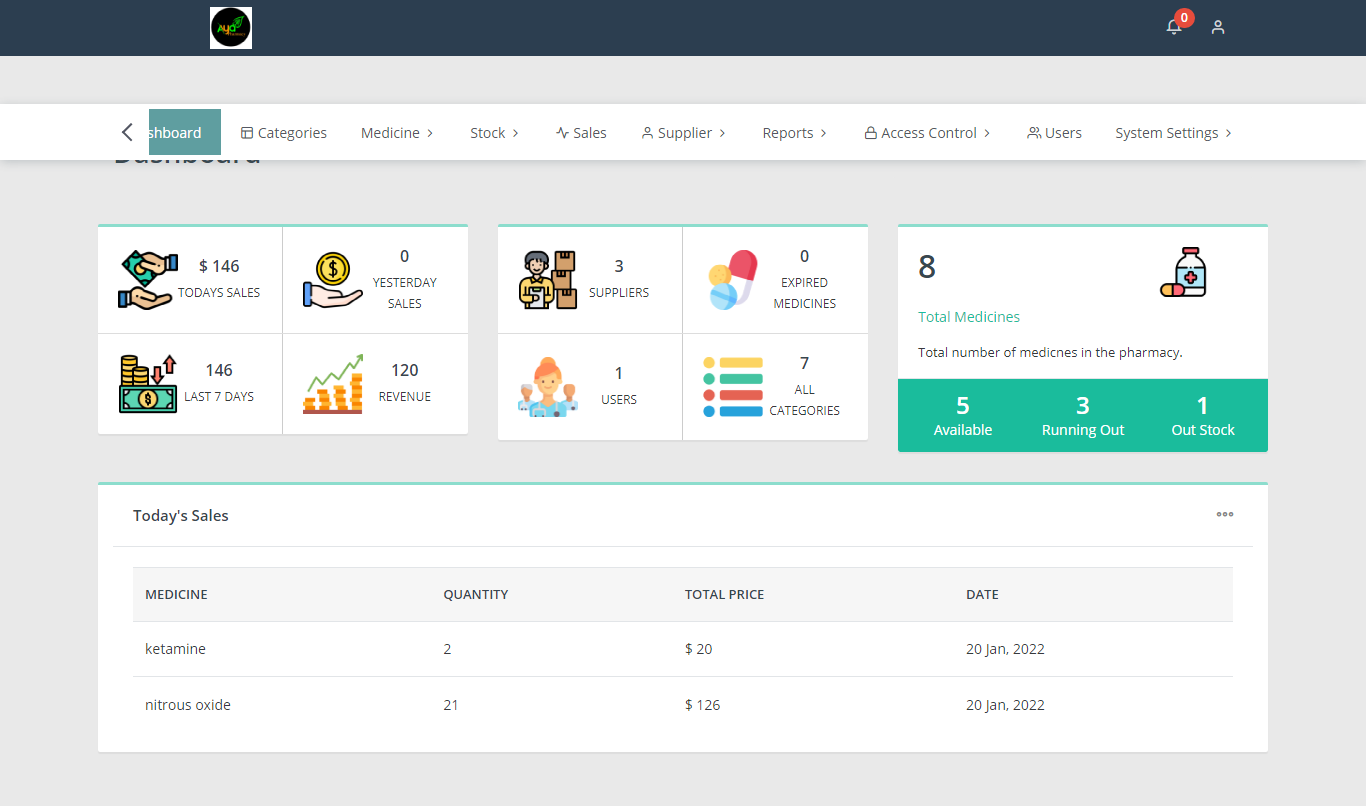 Aya
0
shboard Categories Medicine Stock Sales Supplier Reports Access Control Users System Settings
Dashboard
$ 146
TODAYS SALES
0
YESTERDAY
SALES
146
LAST 7 DAYS
120
REVENUE
3
SUPPLIERS
0
EXPIRED
MEDICINES
1
USERS
7
ALL
CATEGORIES
8
Total Medicines
Total number of medicnes in the pharmacy.
5 3 1
Available Running Out Out Stock
Today's Sales
MEDICINE QUANTITY TOTAL PRICE DATE
ketamine 2 $ 20 20 Jan, 2022
nitrous oxide 21 $ 126 20 Jan, 2022